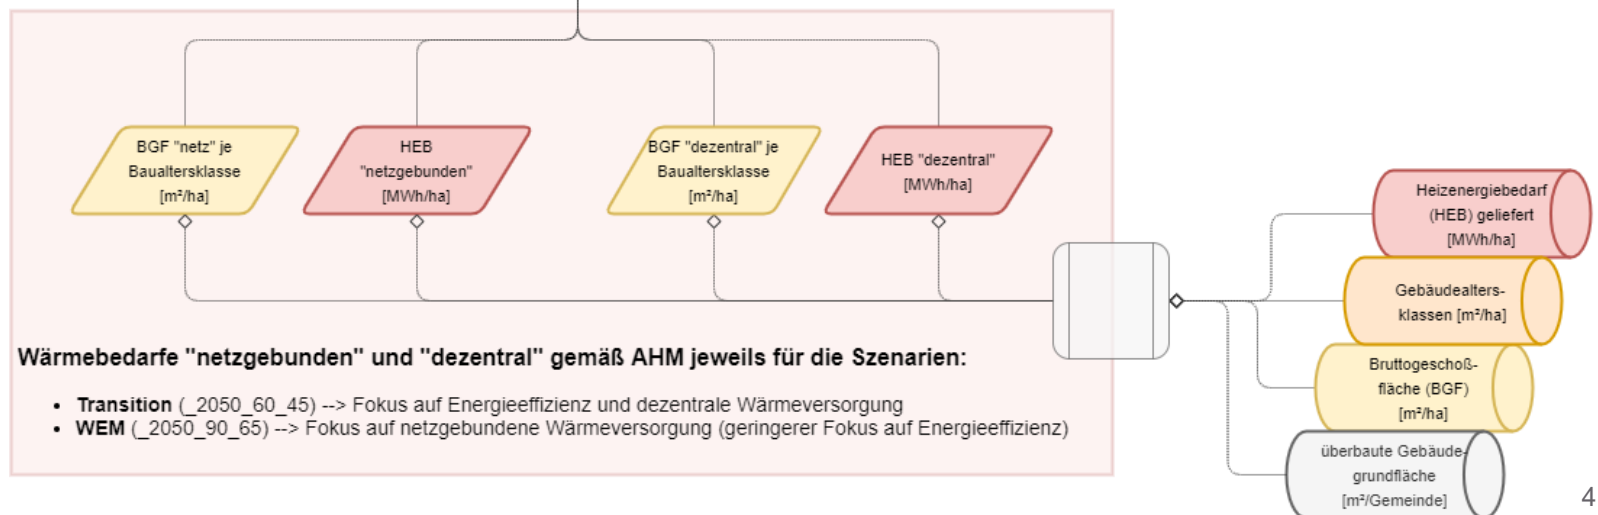 BGF "netz" je
Baualtersklasse
[m²/ha]
HEB
"netzgebunden"
[MWh/ha]
BGF "dezentral" je
Baualtersklasse
[m²/ha]
HEB "dezentral"
[MWh/ha]
Heizenergiebedarf
(HEB) geliefert
[MWh/ha]
Gebäudealters-
klassen [m²/ha]
Bruttogeschoß-
fläche (BGF)
[m²/ha]
überbaute Gebäude-
grundfläche
[m²/Gemeinde]
Wärmebedarfe "netzgebunden" und "dezentral" gemäß AHM jeweils für die Szenarien:
• Transition (_2050_60_45) --> Fokus auf Energieeffizienz und dezentrale Wärmeversorgung
• WEM (_2050_90_65) --> Fokus auf netzgebundene Wärmeversorgung (geringerer Fokus auf Energieeffizienz)
4